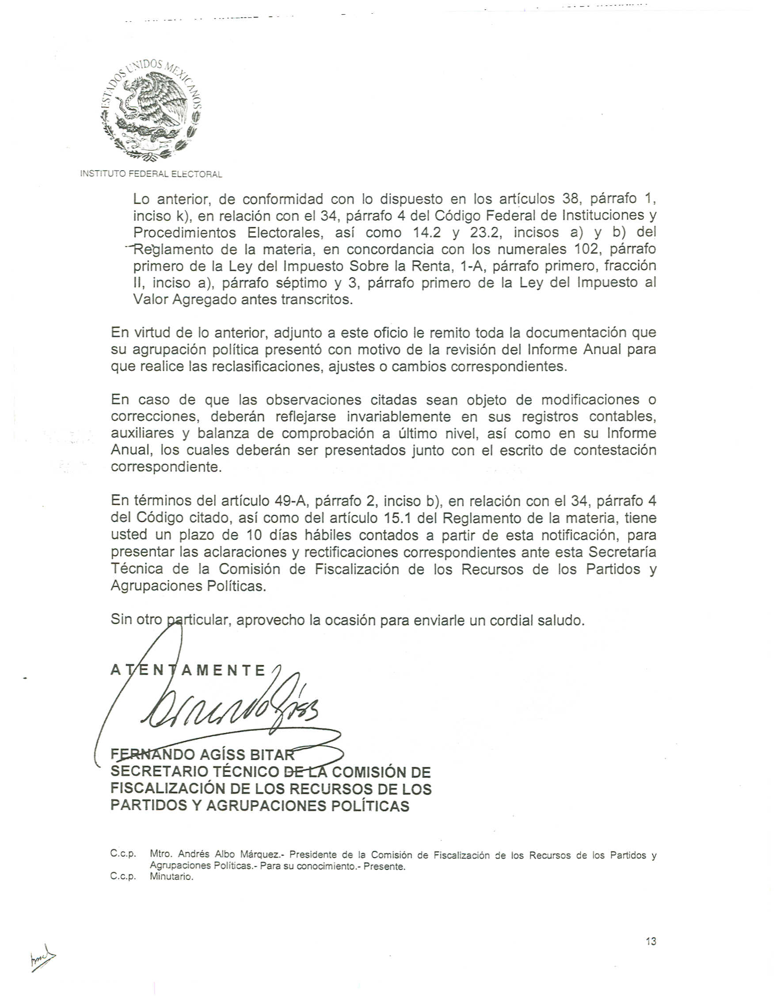 ESTADOS UNIDOS MEXICANOS
INSTITUTO FEDERAL ELECTORAL
Lo anterior, de conformidad con lo dispuesto en los artículos 38, párrafo 1,
inciso k), en relación con el 34, párrafo 4 del Código Federal de Instituciones y
Procedimientos Electorales, así como 14.2 y 23.2, incisos a) y b) del
Reglamento de la materia, en concordancia con los numerales 102, párrafo
primero de la Ley del Impuesto Sobre la Renta, 1-A, párrafo primero, fracción
II, inciso a), párrafo séptimo y 3, párrafo primero de la Ley del Impuesto al
Valor Agregado antes transcritos.
En virtud de lo anterior, adjunto a este oficio le remito toda la documentación que
su agrupación política presentó con motivo de la revisión del Informe Anual para
que realice las reclasificaciones, ajustes o cambios correspondientes.
En caso de que las observaciones citadas sean objeto de modificaciones o
correcciones, deberán reflejarse invariablemente en sus registros contables,
auxiliares y balanza de comprobación a último nivel, así como en su Informe
Anual, los cuales deberán ser presentados junto con el escrito de contestación
correspondiente.
En términos del artículo 49-A, párrafo 2, inciso b), en relación con el 34, párrafo 4
del Código citado, así como del artículo 15.1 del Reglamento de la materia, tiene
usted un plazo de 10 días hábiles contados a partir de esta notificación, para
presentar las aclaraciones y rectificaciones correspondientes ante esta Secretaría
Técnica de la Comisión de Fiscalización de los Recursos de los Partidos y
Agrupaciones Políticas.
Sin otro particular, aprovecho la ocasión para enviarle un cordial saludo.
A T E N T A M E N T E
FERNANDO AGÍSS BITAR
SECRETARIO TÉCNICO DE LA COMISIÓN DE
FISCALIZACIÓN DE LOS RECURSOS DE LOS
PARTIDOS Y AGRUPACIONES POLÍTICAS
C.c.p. Mtro. Andrés Albo Márquez.- Presidente de la Comisión de Fiscalización de los Recursos de los Partidos y
Agrupaciones Políticas.- Para su conocimiento.- Presente.
C.c.p. Minutario.
13